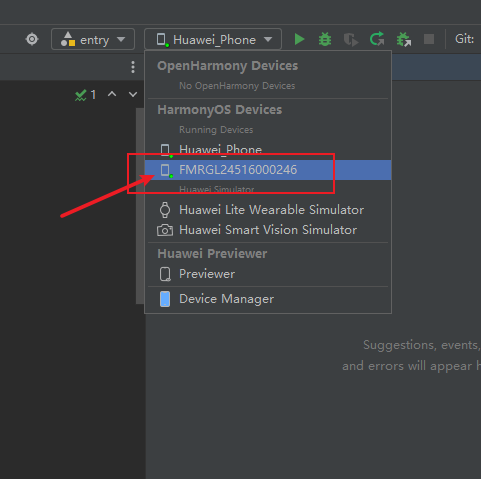 entry
Huawei_Phone
Git:
OpenHarmony Devices
No OpenHarmony Devices
1
HarmonyOS Devices
Running Devices
Huawei_Phone
FMRGL24516000246
Huawei Simulator
Huawei Lite Wearable Simulator
Huawei Smart Vision Simulator
Huawei Previewer
Previewer
Device Manager
Suggestions, events,
and errors will appear h